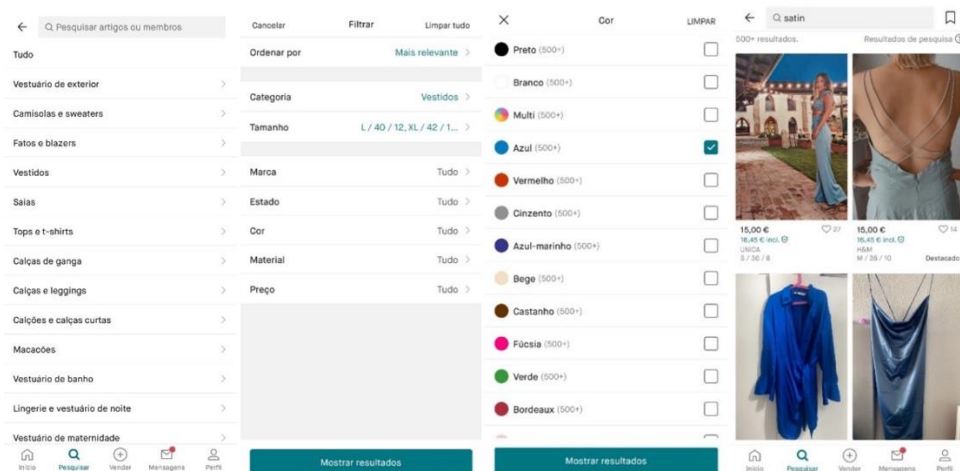 Pesquisar artigos ou membros
Tudo
Vestuário de exterior
Camisolas e sweaters
Fatos e blazers
Vestidos
Saias
Tops e t-shirts
Calças de ganga
Calças e leggings
Calções e calças curtas
Macacões
Vestuário de banho
Lingerie e vestuário de noite
Vestuário de maternidade
Início Pesquisar Vender Mensagens Perfil
Cancelar Filtrar Limpar tudo
Ordenar por Mais relevante
Categoria Vestidos
Tamanho L / 40 / 12, XL / 42 / 1...
Marca Tudo
Estado Tudo
Cor Tudo
Material Tudo
Preço Tudo
Mostrar resultados
Cor LIMPAR
Preto (500+)
Branco (500+)
Multi (500+)
Azul (500+)
Vermelho (500+)
Cinzento (500+)
Azul-marinho (500+)
Bege (500+)
Castanho (500+)
Fúcsia (500+)
Verde (500+)
Bordeaux (500+)
Mostrar resultados
satin
500+ resultados. Resultados de pesquisa
15,00 € 27
16,45 € incl.
UNICA
S / 36 / 8
15,00 € 14
16,45 € incl.
H&M
M / 38 / 10 Destacado
Início Pesquisar Vender Mensagens Perfil